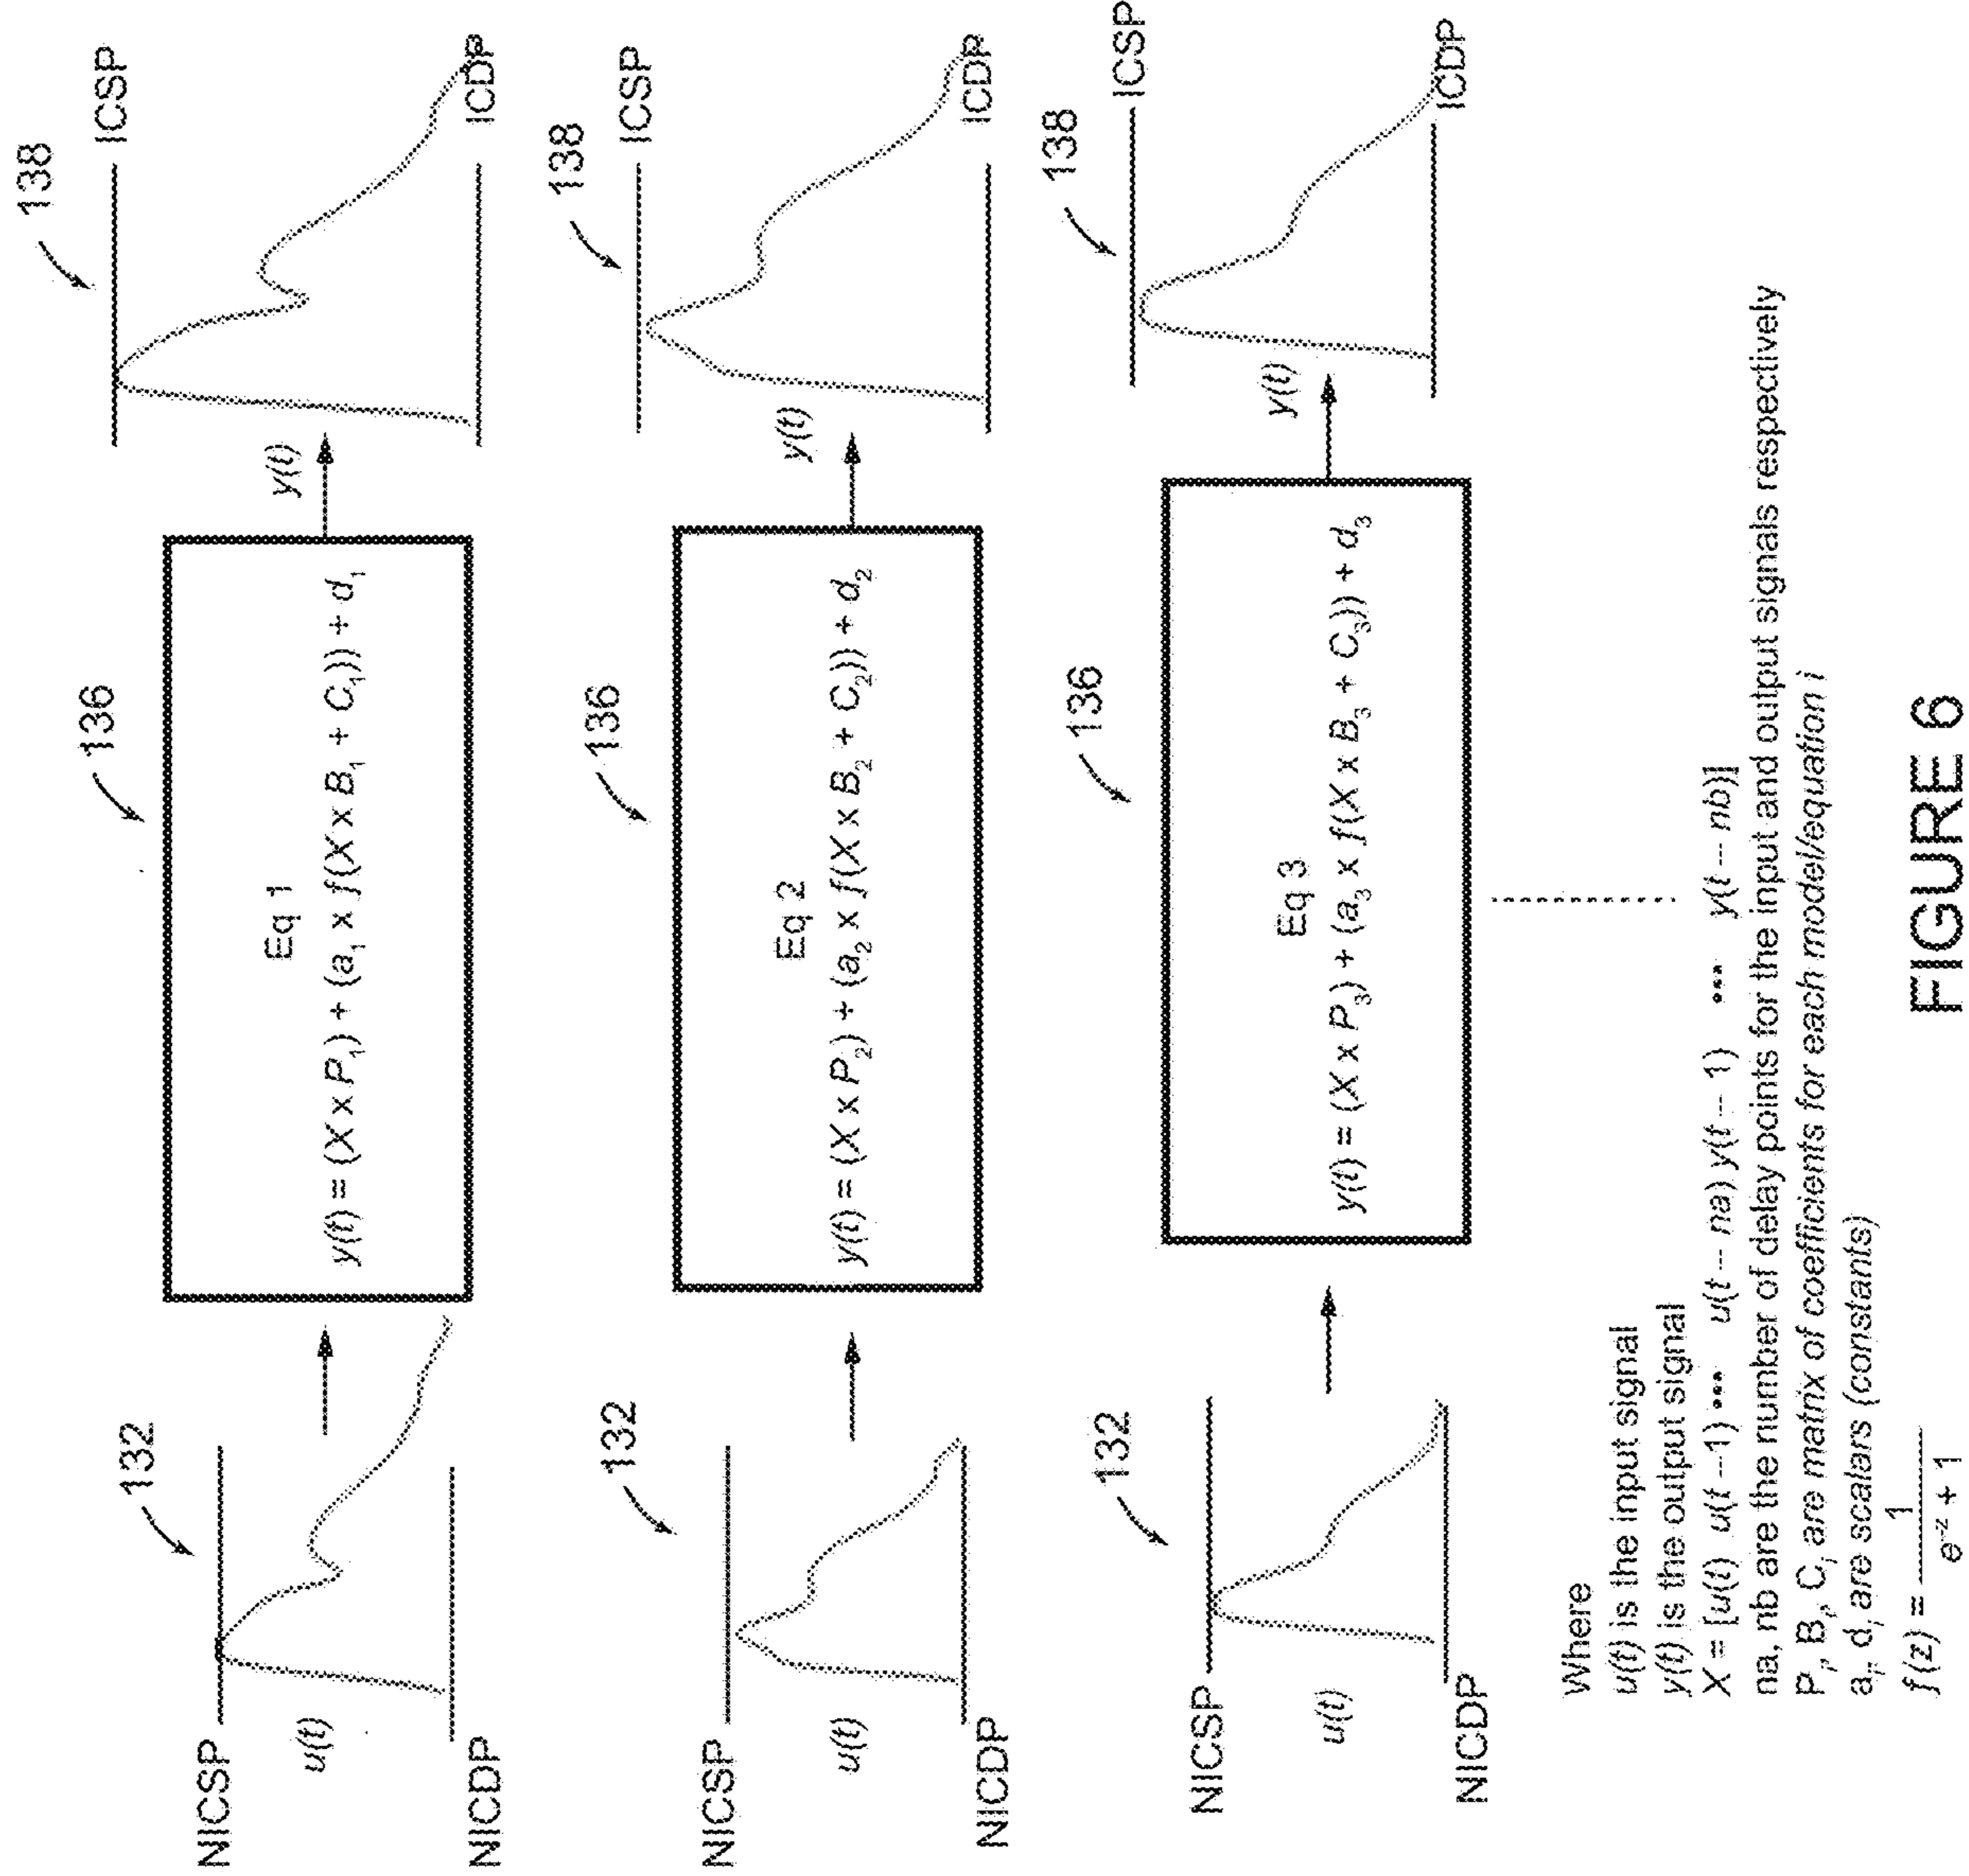 132
NICSP
u(t)
NICDP
136
Eq 1
y(t) = (X x P₁) + (a₁ x f(X x B₁ + C₁)) + d₁
y(t)
138
ICSP
ICDP
132
NICSP
u(t)
NICDP
136
Eq 2
y(t) = (X x P₂) + (a₂ x f(X x B₂ + C₂)) + d₂
y(t)
138
ICSP
ICDP
132
NICSP
u(t)
NICDP
136
Eq 3
y(t) = (X x P₃) + (a₃ x f(X x B₃ + C₃)) + d₃
y(t)
138
ICSP
ICDP
Where
u(t) is the input signal
y(t) is the output signal
X = [u(t) u(t - 1) ••• u(t - na) y(t - 1) ••• y(t - nb)]
na, nb are the number of delay points for the input and output signals respectively
Pᵢ, Bᵢ, Cᵢ are matrix of coefficients for each model/equation i
aᵢ, dᵢ are scalars (constants)
f(z) = 1 / (e⁻ᶻ + 1)
FIGURE 6